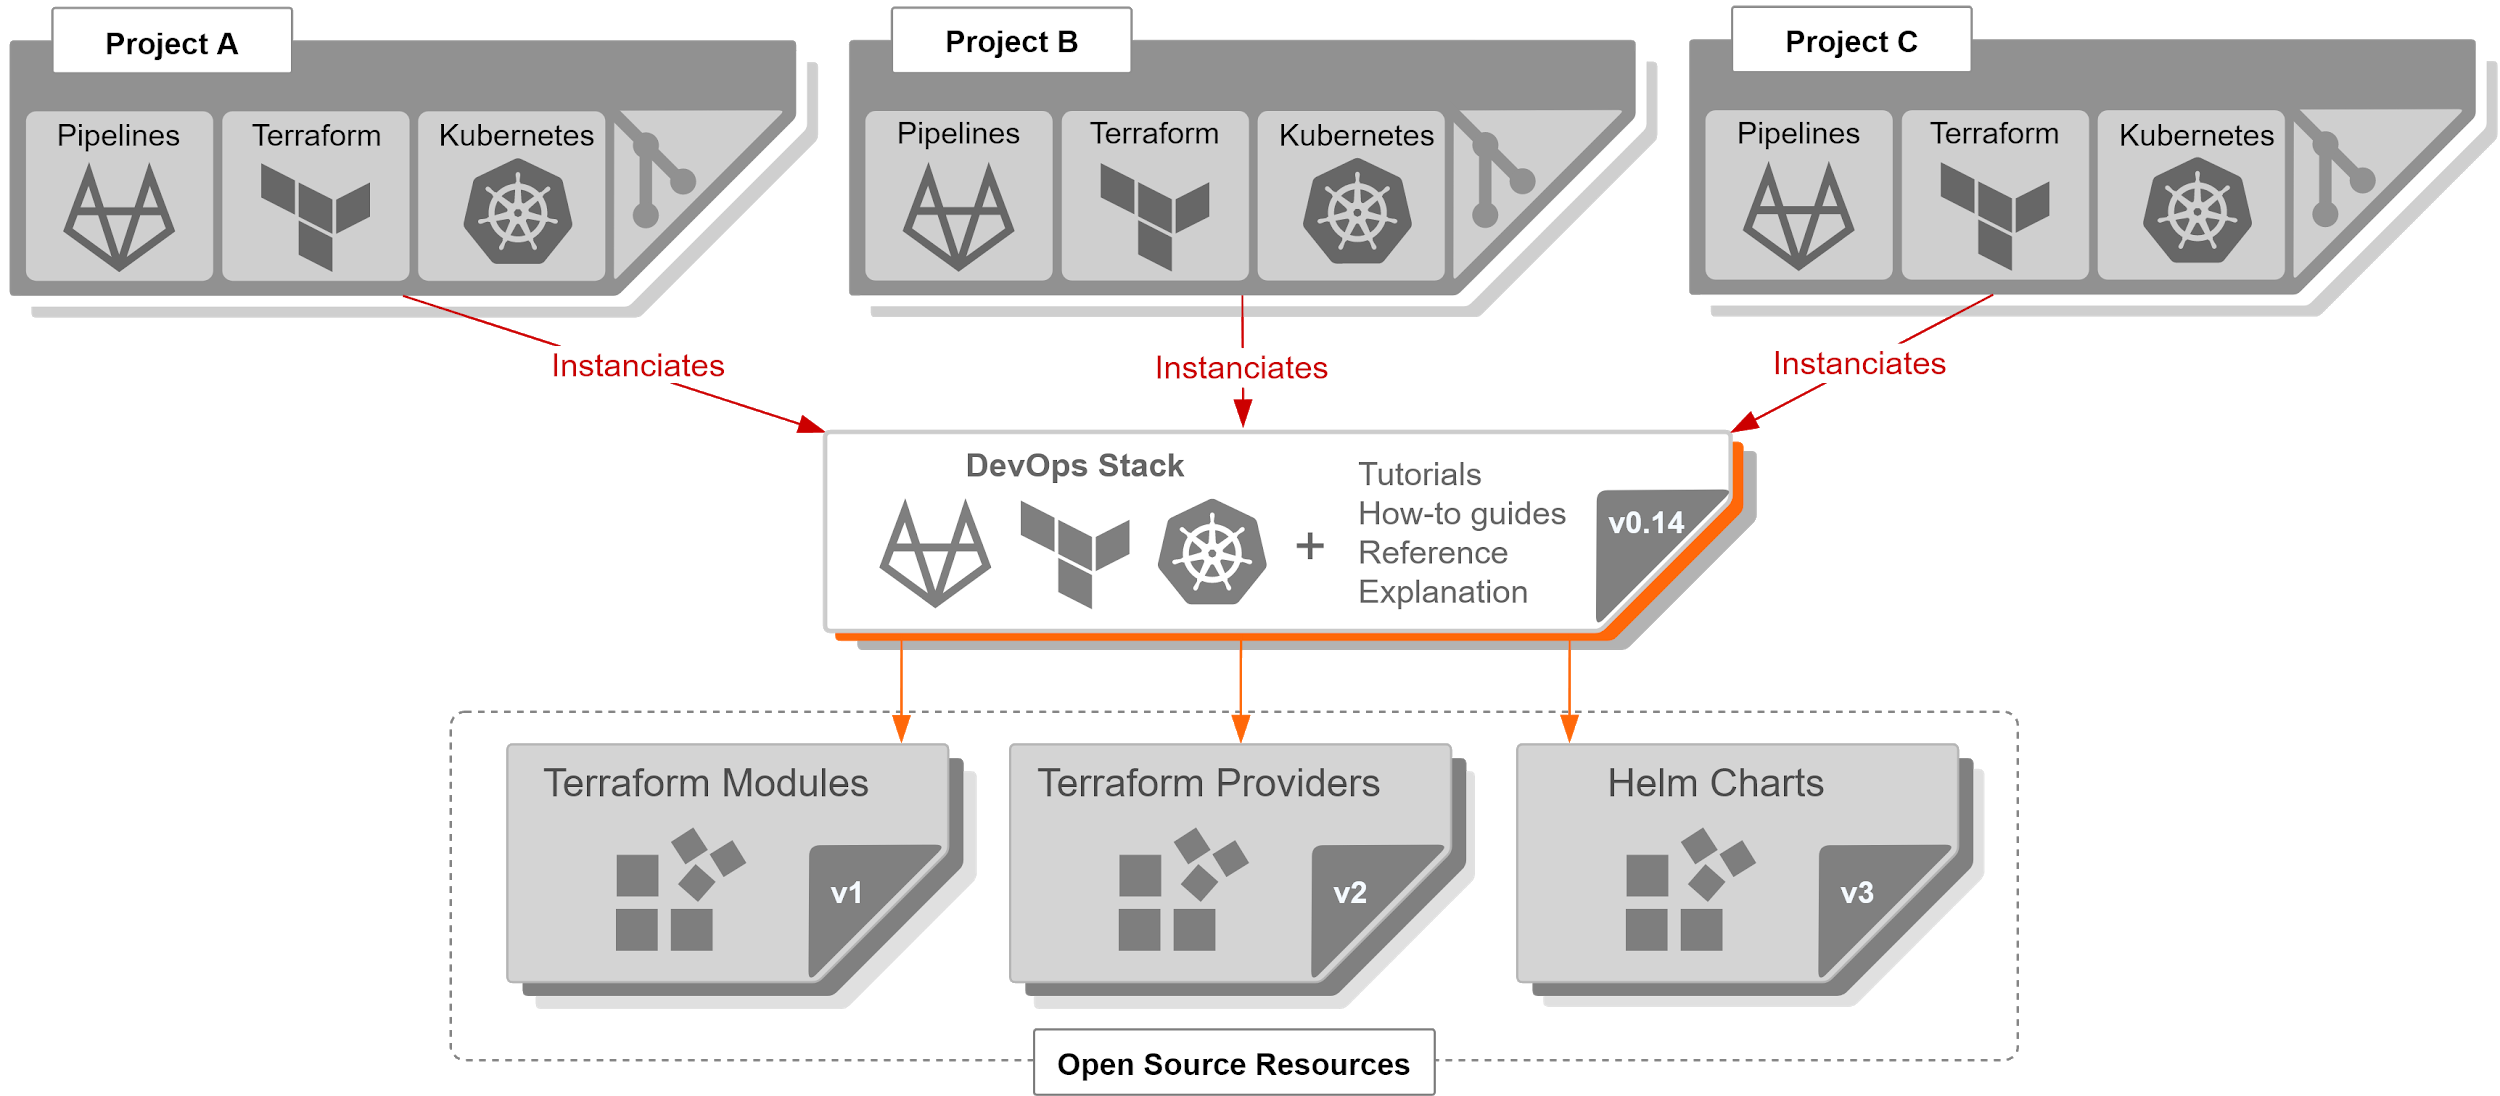 Project A
Pipelines
Terraform
Kubernetes
Project B
Pipelines
Terraform
Kubernetes
Project C
Pipelines
Terraform
Kubernetes
Instanciates
Instanciates
Instanciates
DevOps Stack
+
Tutorials
How-to guides
Reference
Explanation
v0.14
Terraform Modules
v1
Terraform Providers
v2
Helm Charts
v3
Open Source Resources